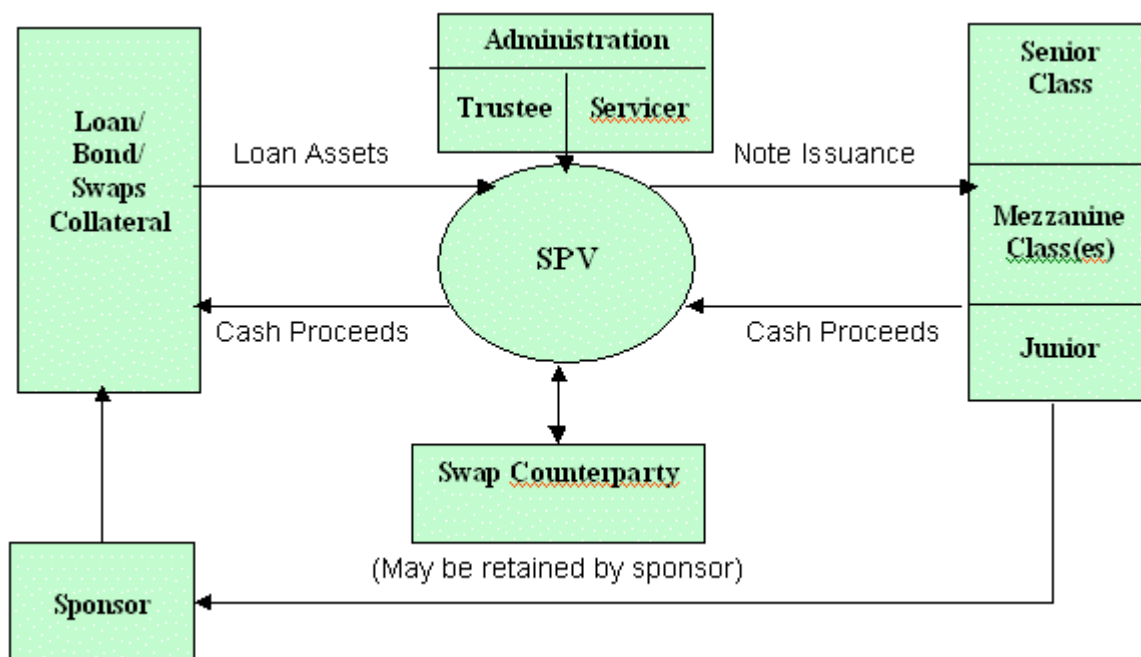 Loan/
Bond/
Swaps
Collateral
Loan Assets
Cash Proceeds
Administration
Trustee
Servicer
SPV
Note Issuance
Cash Proceeds
Senior
Class
Mezzanine
Class(es)
Junior
Swap Counterparty
(May be retained by sponsor)
Sponsor